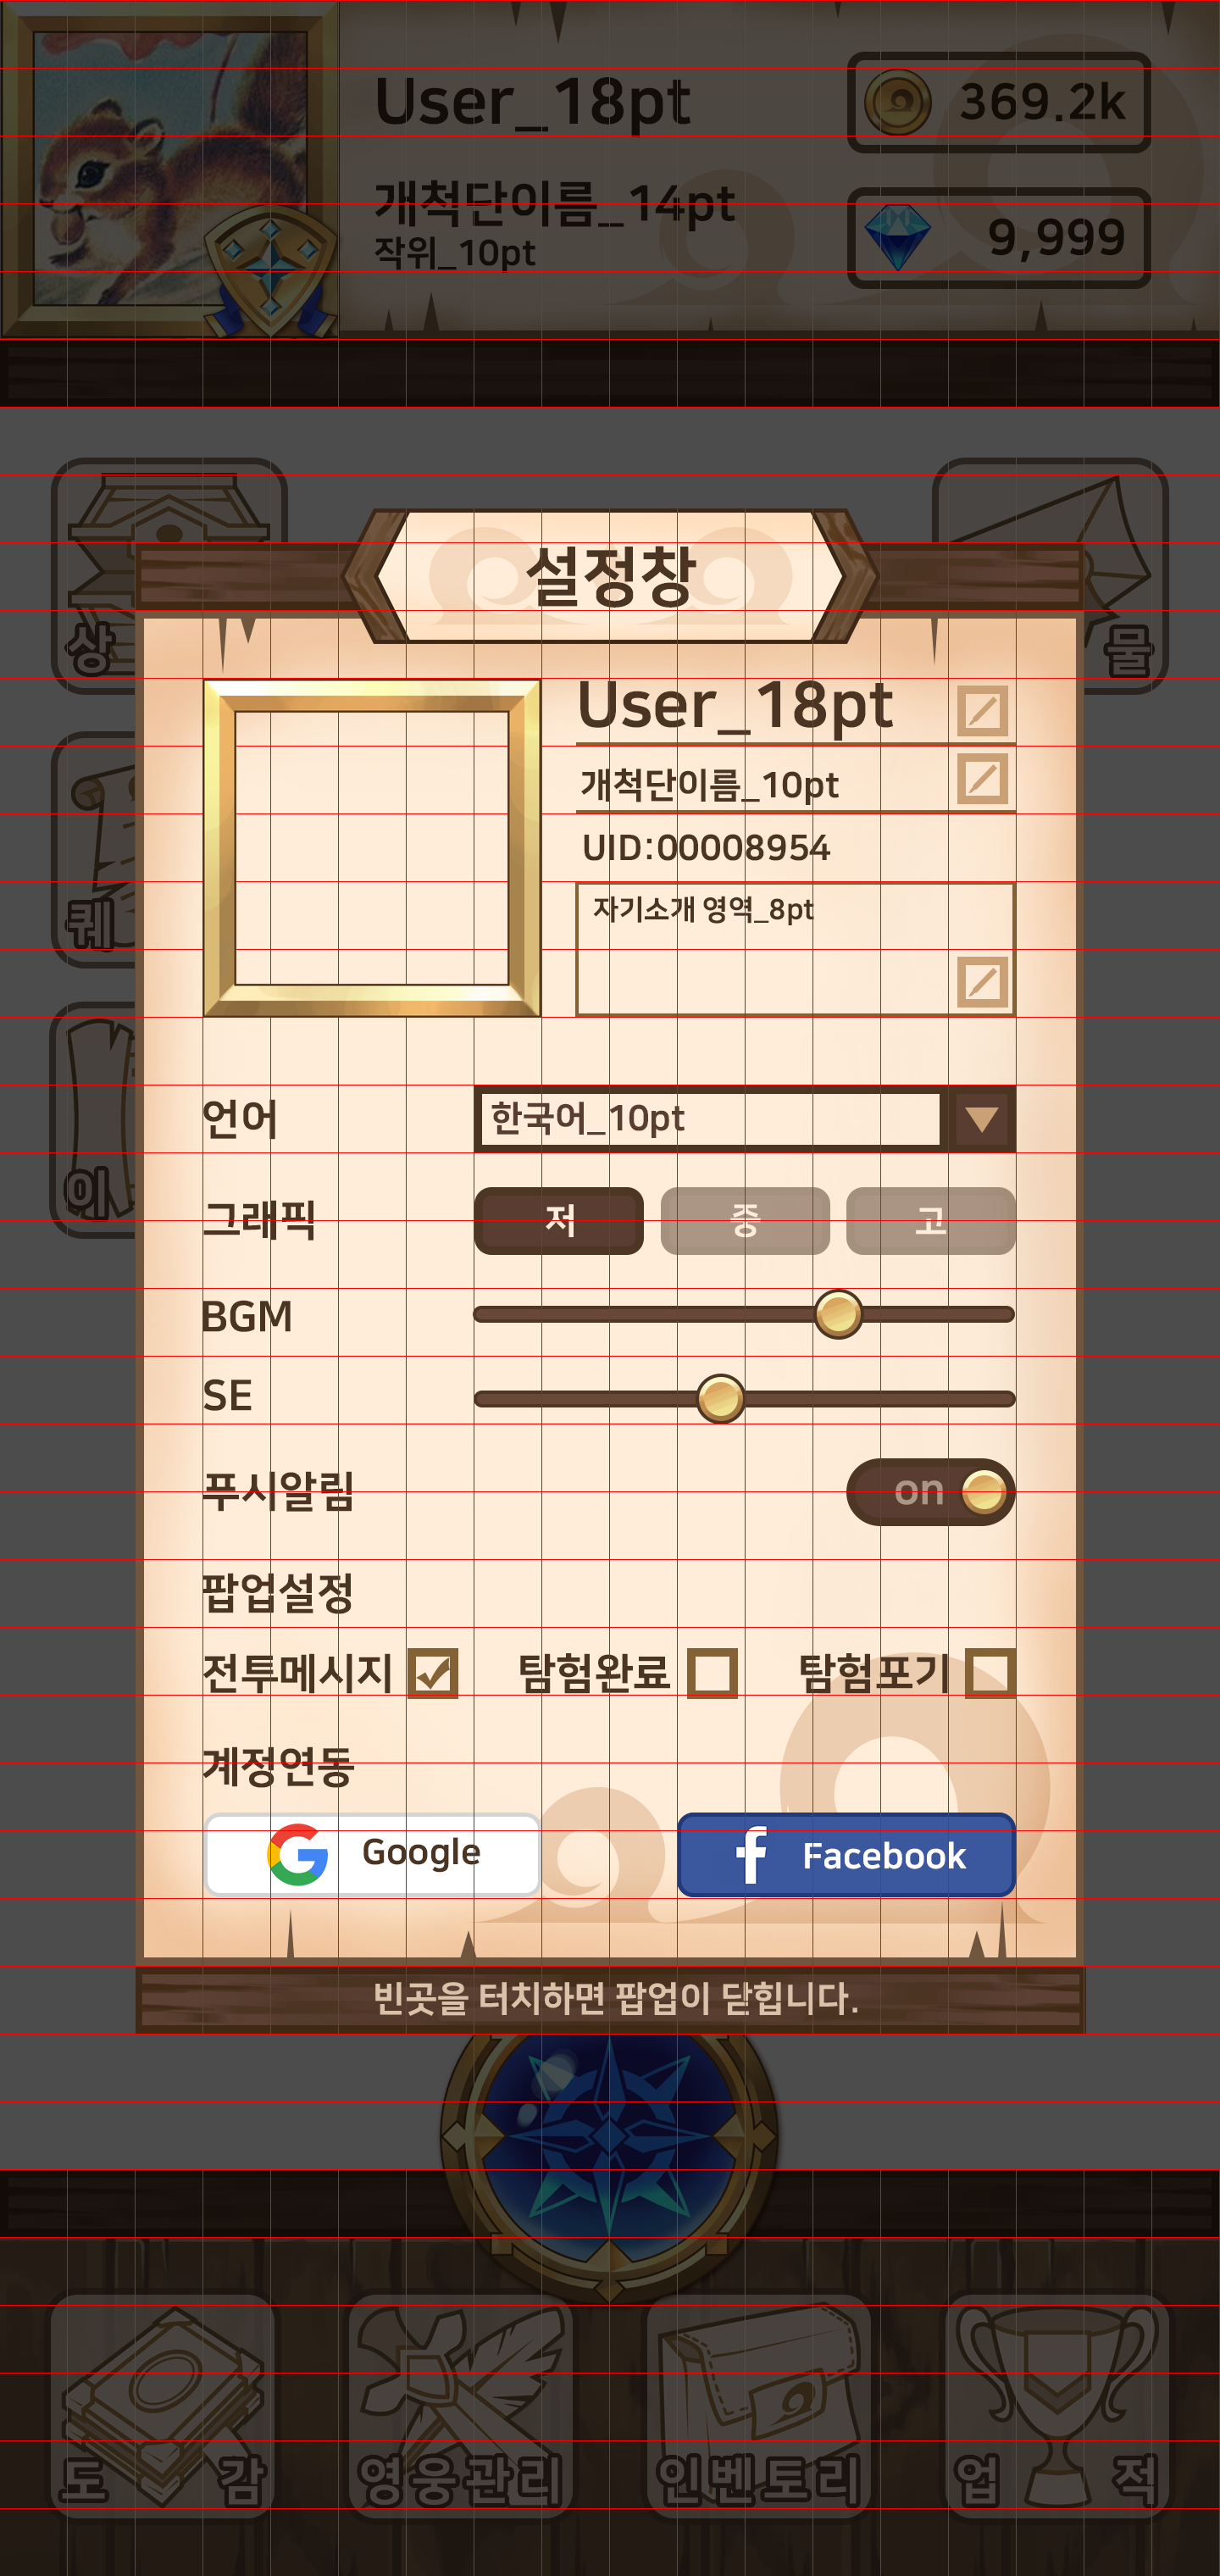 User_18pt
369.2k
개척단이름_14pt
작위_10pt
9,999
설정창
상
물
User_18pt
개척단이름_10pt
UID:00008954
퀘
자기소개 영역_8pt
언어
한국어_10pt
그래픽
저
중
고
BGM
SE
푸시알림
on
팝업설정
전투메시지
탐험완료
탐험포기
계정연동
Google
Facebook
빈곳을 터치하면 팝업이 닫힙니다.
도감
영웅관리
인벤토리
업적